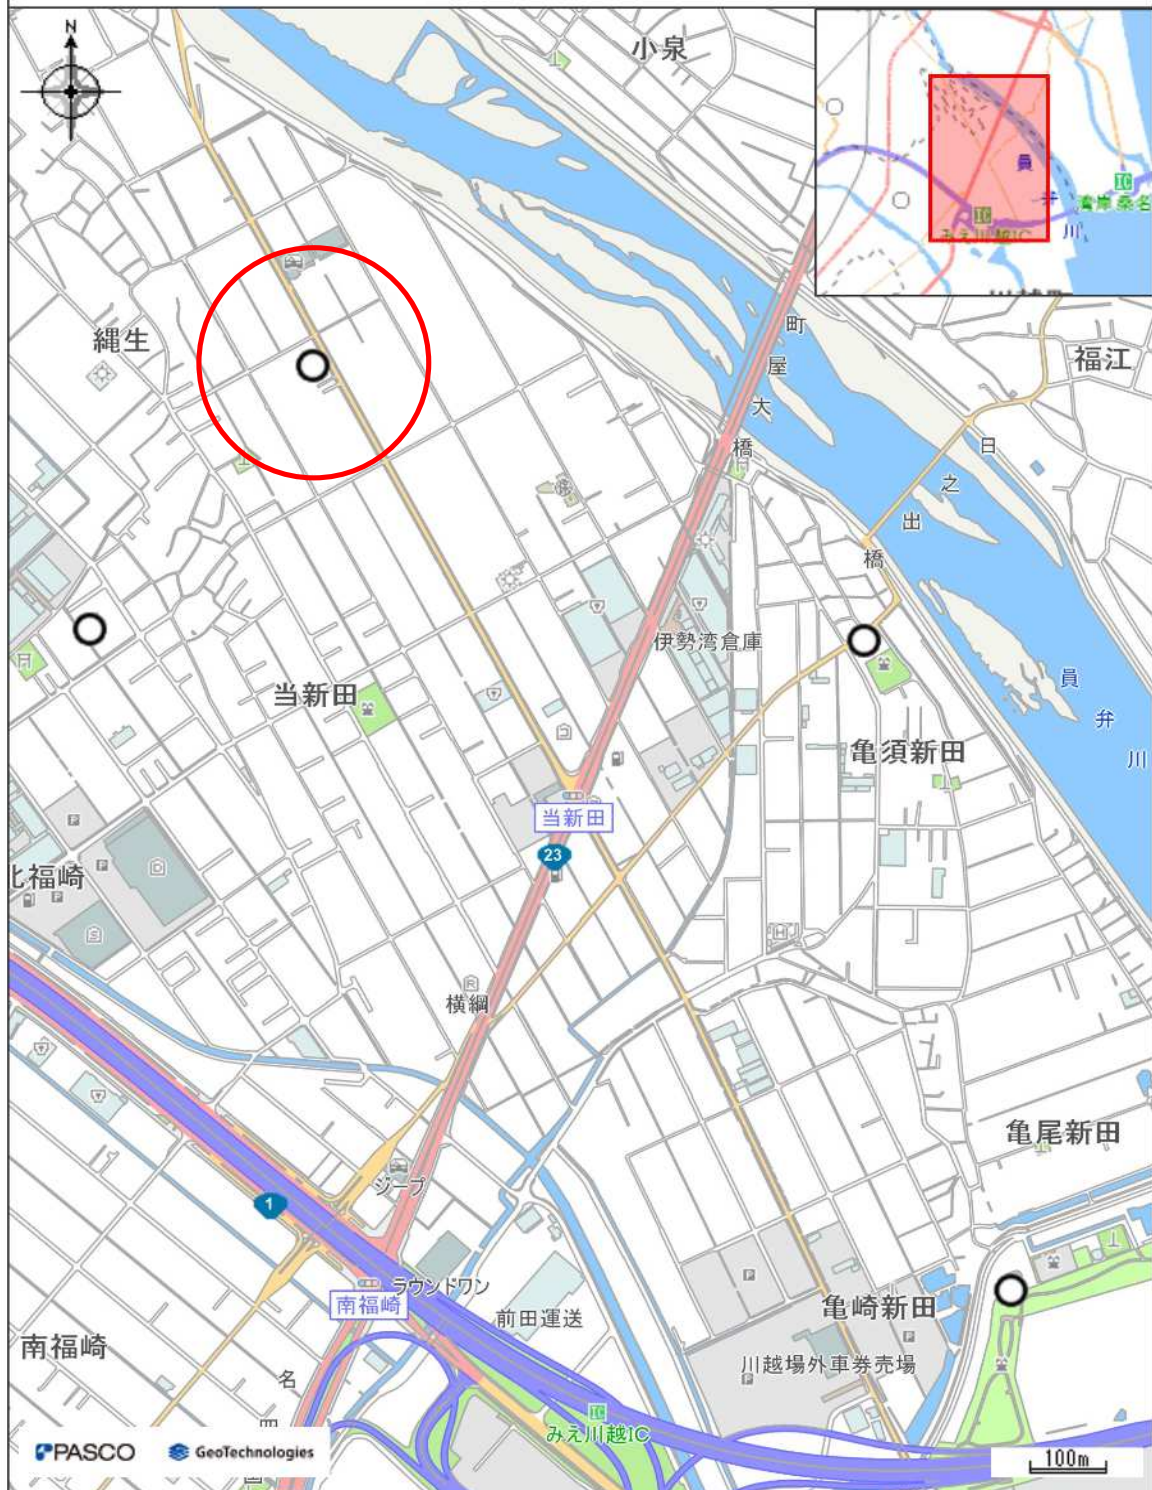 N
小泉
員
弁
川
IC
湾岸桑名
IC
みえ川越IC
縄生
町
屋
大
橋
福江
日
之
出
橋
伊勢湾倉庫
当新田
員
弁
川
亀須新田
当新田
23
北福崎
横綱
亀尾新田
ジープ
1
ラウンドワン
南福崎
前田運送
亀崎新田
南福崎
川越場外車券売場
名
四
国
みえ川越IC
PASCO
GeoTechnologies
100m